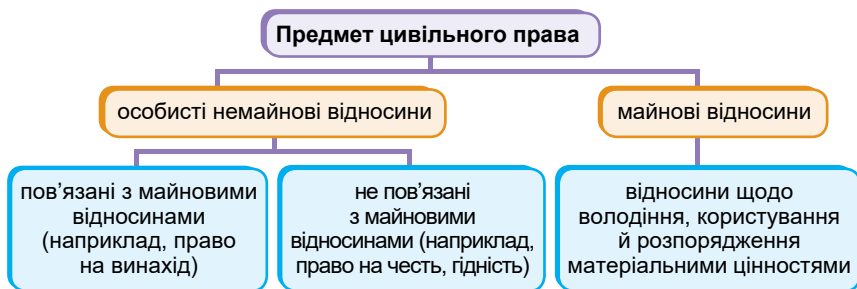 Предмет цивільного права
особисті немайнові відносини
майнові відносини
пов’язані з майновими
відносинами
(наприклад, право
на винахід)
не пов’язані
з майновими
відносинами (наприклад,
право на честь, гідність)
відносини щодо
володіння, користування
й розпорядження
матеріальними цінностями